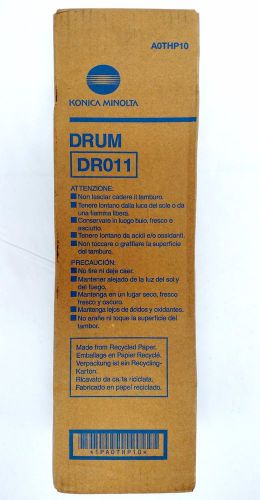 A0THP10
KONICA MINOLTA
DRUM
DR011
ATTENZIONE:
■ Non lasciar cadere il tamburo.
■ Tenere lontano dalla luce del sole o da
una fiamma libera.
■ Conservate in luogo buio, fresco e
asciutto.
■ Tenere lontano da acidi e/o ossidanti.
■ Non toccare o graffiare la superficie
del tamburo.
PRECAUCIÓN:
■ No tire ni deje caer.
■ Mantener alejado de la luz del sol y
del fuego.
■ Mantenga en un lugar seco, fresco
fresco y oscuro.
■ Mantenga lejos de ácidos y oxidantes.
■ No arañe ni toque la superficie del
tambor.
Made from Recycled Paper.
Emballage en Papier Recyclé.
Verpackung ist ein Recycling-
Karton.
Ricavato da carta riciclata.
Fabricado en papel reciclado.
*1PA0THP10*